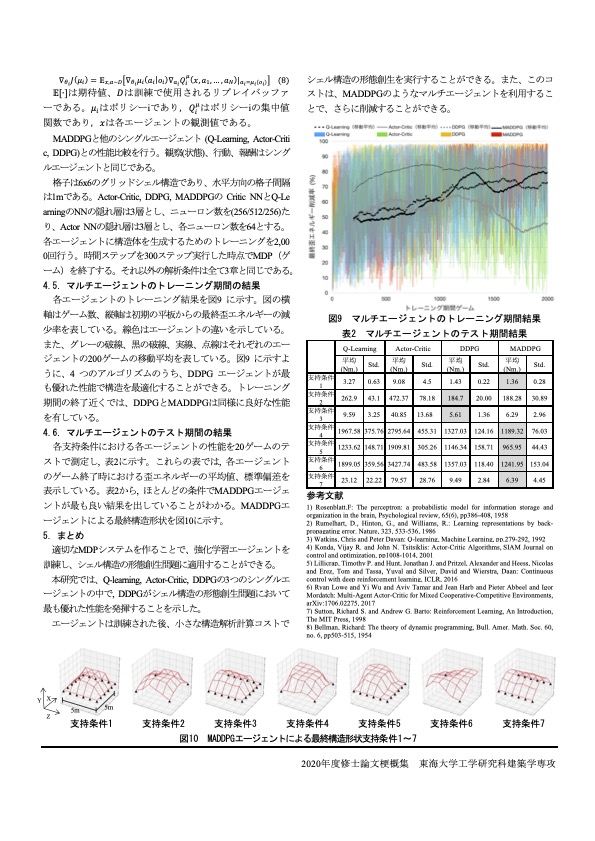 ∇θᵢJ(μᵢ) = 𝔼ₓ,ₐ~D[∇θᵢμᵢ(aᵢ|oᵢ)∇ₐᵢQᵢ^μ(x, a₁, …, a_N)|ₐᵢ₌μᵢ(ₒᵢ)] (8)
𝔼[·]は期待値、Dは訓練で使用されるリプレイバッファ
ーである。μᵢはポリシーiであり，Qᵢ^μはポリシーiの集中値
関数であり，xは各エージェントの観測値である。
MADDPGと他のシングルエージェント (Q-Learning, Actor-Criti
c, DDPG)との性能比較を行う。観察(状態)、行動、報酬はシング
ルエージェントと同じである。
格子は6x6のグリッドシェル構造であり、水平方向の格子間隔
は1mである。Actor-Critic, DDPG, MADDPGの Critic NNとQ-Le
arningのNNの隠れ層は3層とし、ニューロン数を(256/512/256)た
り、Actor NNの隠れ層は3層とし、各ニューロン数を64とする。
各エージェントに構造体を生成するためのトレーニングを2,00
0回行う。時間ステップを300ステップ実行した時点でMDP（ゲ
ーム）を終了する。それ以外の解析条件は全て3章と同じである。
4.5. マルチエージェントのトレーニング期間の結果
各エージェントのトレーニング結果を図9 に示す。図の横
軸はゲーム数、縦軸は初期の平板からの最終歪エネルギーの減
少率を表している。線色はエージェントの違いを示している。
また、グレーの破線、黒の破線、実線、点線はそれぞれのエー
ジェントの200ゲームの移動平均を表している。図9 に示すよ
うに、4 つのアルゴリズムのうち、DDPG エージェントが最
も優れた性能で構造を最適化することができる。トレーニング
期間の終了近くでは、DDPGとMADDPGは同様に良好な性能
を有している。
4.6. マルチエージェントのテスト期間の結果
各支持条件における各エージェントの性能を20ゲームのテ
ストで測定し、表2に示す。これらの表では，各エージェント
のゲーム終了時における歪エネルギーの平均値、標準偏差を
表示している。表2から, ほとんどの条件でMADDPGエージェ
ントが最も良い結果を出していることがわかる。MADDPGエ
ージェントによる最終構造形状を図10に示す。
5. まとめ
適切なMDPシステムを作ることで、強化学習エージェントを
訓練し、シェル構造の形態創生問題に適用することができる。
本研究では、Q-learning, Actor-Critic, DDPGの3つのシングルエ
ージェントの中で, DDPGがシェル構造の形態創生問題において
最も優れた性能を発揮することを示した。
エージェントは訓練された後、小さな構造解析計算コストで
シェル構造の形態創生を実行することができる。また、このコ
ストは、MADDPGのようなマルチエージェントを利用するこ
とで、さらに削減することができる。
Q-Learning（移動平均） Actor-Critic（移動平均） DDPG（移動平均） MADDPG（移動平均）
Q-Learning Actor-Critic DDPG MADDPG
最終歪エネルギー削減率 (%)
100
90
80
70
60
50
40
30
20
10
0
0 500 1000 1500 2000
トレーニング期間ゲーム
図9 マルチエージェントのトレーニング期間結果
表2 マルチエージェントのテスト期間結果
Q-Learning Actor-Critic DDPG MADDPG
平均(Nm.) Std. 平均(Nm.) Std. 平均(Nm.) Std. 平均(Nm.) Std.
支持条件1 3.27 0.63 9.08 4.5 1.43 0.22 1.36 0.28
支持条件2 262.9 43.1 472.37 78.18 184.7 20.00 188.28 30.89
支持条件3 9.59 3.25 40.85 13.68 5.61 1.36 6.29 2.96
支持条件4 1967.58 375.76 2795.64 455.31 1327.03 124.16 1189.32 76.03
支持条件5 1233.62 148.71 1909.81 305.26 1146.34 158.71 965.95 44.43
支持条件6 1899.05 359.56 3427.74 483.58 1357.03 118.40 1241.95 153.04
支持条件7 23.12 22.22 79.57 28.76 9.49 2.84 6.39 4.45
参考文献
1) Rosenblatt.F: The perceptron: a probabilistic model for information storage and
organization in the brain, Psychological review, 65(6), pp386-408, 1958
2) Rumelhart, D., Hinton, G., and Williams, R.: Learning representations by back-
propagating error. Nature, 323, 533-536, 1986
3) Watkins, Chris and Peter Dayan: Q-learning, Machine Learning, pp.279-292, 1992
4) Konda, Vijay R. and John N. Tsitsiklis: Actor-Critic Algorithms, SIAM Journal on
control and optimization, pp1008-1014, 2001
5) Lillicrap, Timothy P. and Hunt, Jonathan J. and Pritzel, Alexander and Heess, Nicolas
and Erez, Tom and Tassa, Yuval and Silver, David and Wierstra, Daan: Continuous
control with deep reinforcement learning, ICLR, 2016
6) Ryan Lowe and Yi Wu and Aviv Tamar and Jean Harb and Pieter Abbeel and Igor
Mordatch: Multi-Agent Actor-Critic for Mixed Cooperative-Competitive Environments,
arXiv:1706.02275, 2017
7) Sutton, Richard S. and Andrew G. Barto: Reinforcement Learning, An Introduction,
The MIT Press, 1998
8) Bellman, Richard: The theory of dynamic programming, Bull. Amer. Math. Soc. 60,
no. 6, pp503-515, 1954
Y X Z 5m 5m
支持条件1 支持条件2 支持条件3 支持条件4 支持条件5 支持条件6 支持条件7
図10 MADDPGエージェントによる最終構造形状支持条件1～7
2020年度修士論文梗概集 東海大学工学研究科建築学専攻